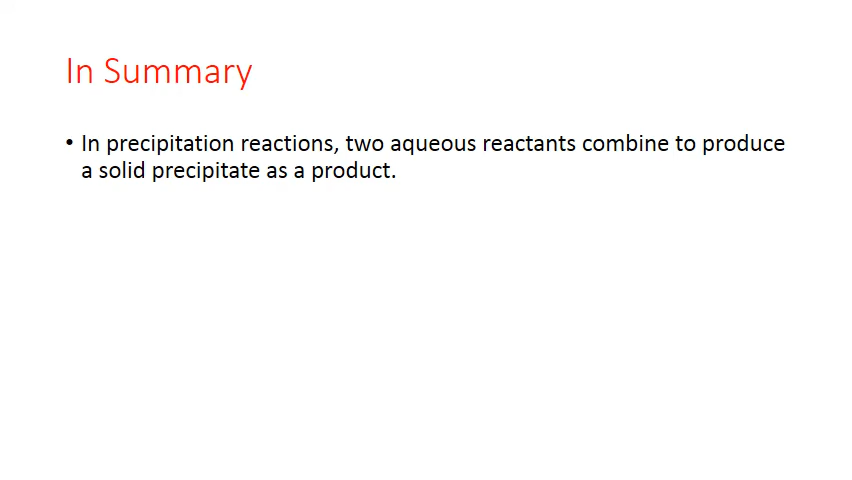 In Summary
• In precipitation reactions, two aqueous reactants combine to produce
a solid precipitate as a product.